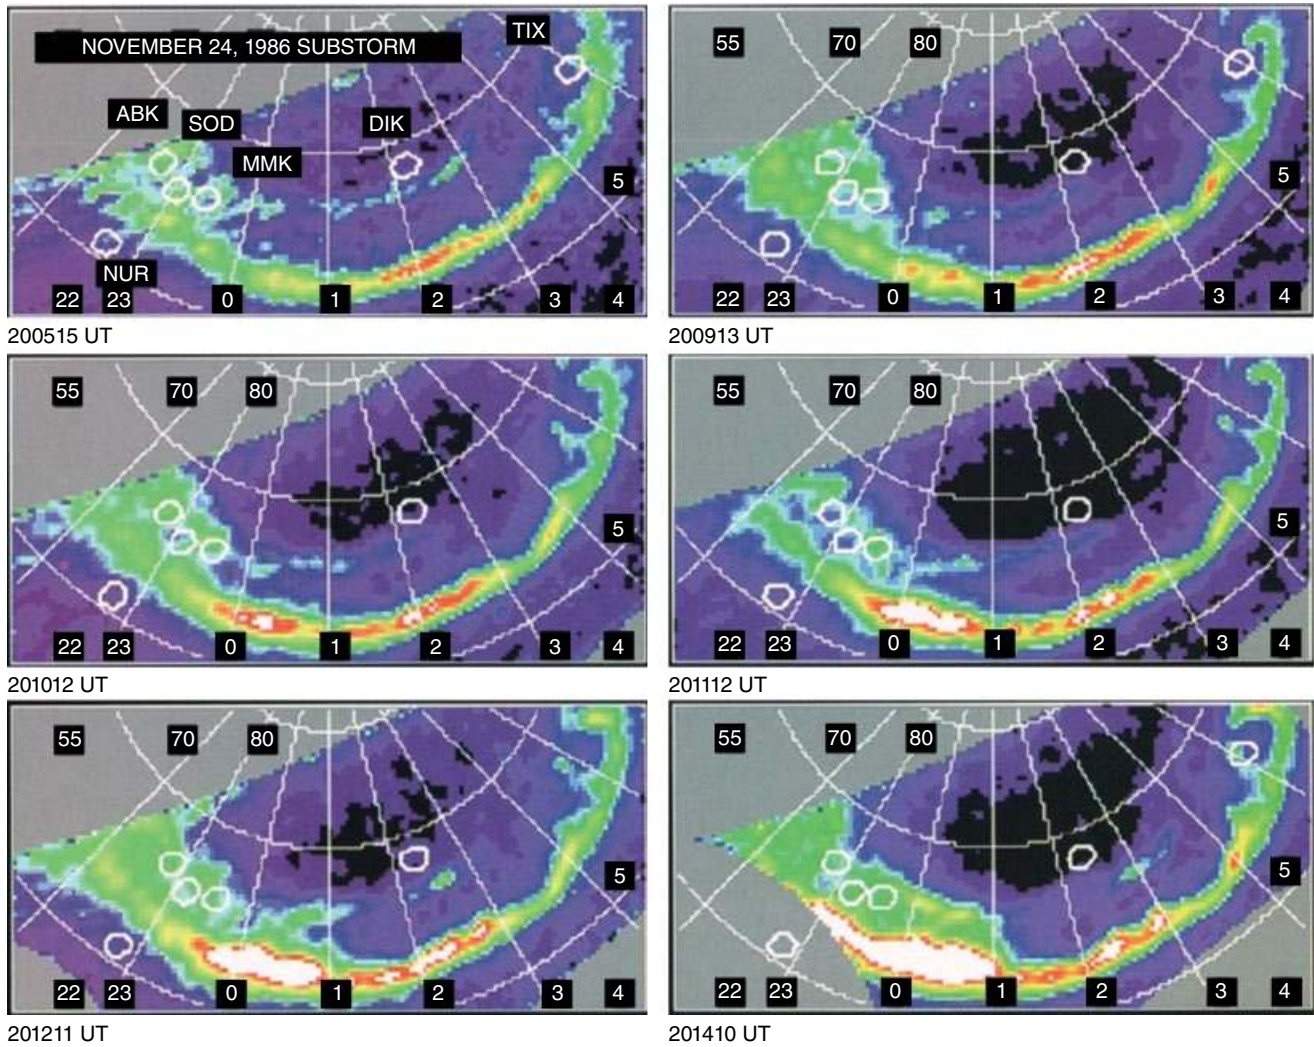 NOVEMBER 24, 1986 SUBSTORM
TIX
ABK
SOD
DIK
MMK
5
NUR
22 23 0 1 2 3 4
200515 UT
55 70 80
5
22 23 0 1 2 3 4
200913 UT
55 70 80
5
22 23 0 1 2 3 4
201012 UT
55 70 80
5
22 23 0 1 2 3 4
201112 UT
55 70 80
5
22 23 0 1 2 3 4
201211 UT
55 70 80
5
22 23 0 1 2 3 4
201410 UT